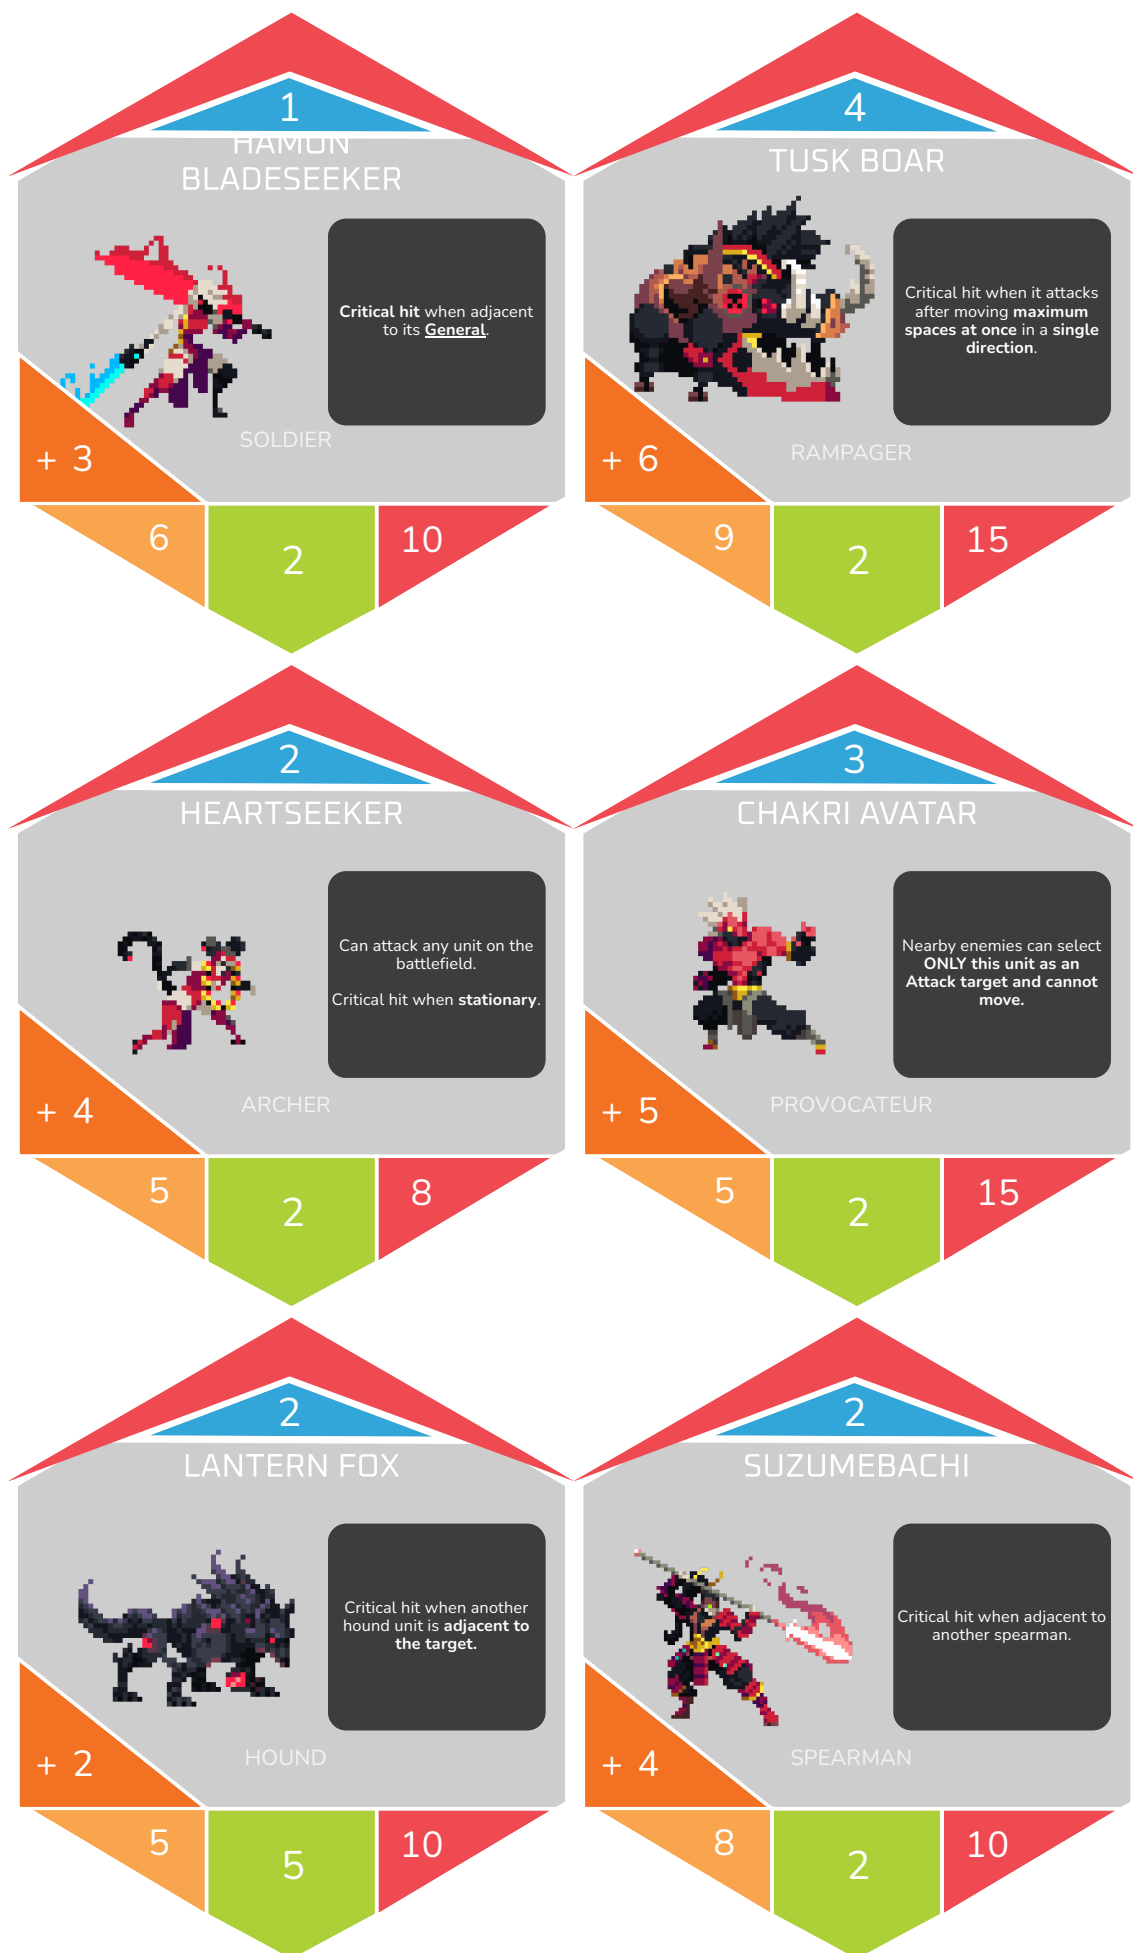 1
HAMON
BLADESEEKER
Critical hit when adjacent
to its General.
SOLDIER
+ 3
6
2
10
4
TUSK BOAR
Critical hit when it attacks
after moving maximum
spaces at once in a single
direction.
RAMPAGER
+ 6
9
2
15
2
HEARTSEEKER
Can attack any unit on the
battlefield.
Critical hit when stationary.
ARCHER
+ 4
5
2
8
3
CHAKRI AVATAR
Nearby enemies can select
ONLY this unit as an
Attack target and cannot
move.
PROVOCATEUR
+ 5
5
2
15
2
LANTERN FOX
Critical hit when another
hound unit is adjacent to
the target.
HOUND
+ 2
5
5
10
2
SUZUMEBACHI
Critical hit when adjacent to
another spearman.
SPEARMAN
+ 4
8
2
10